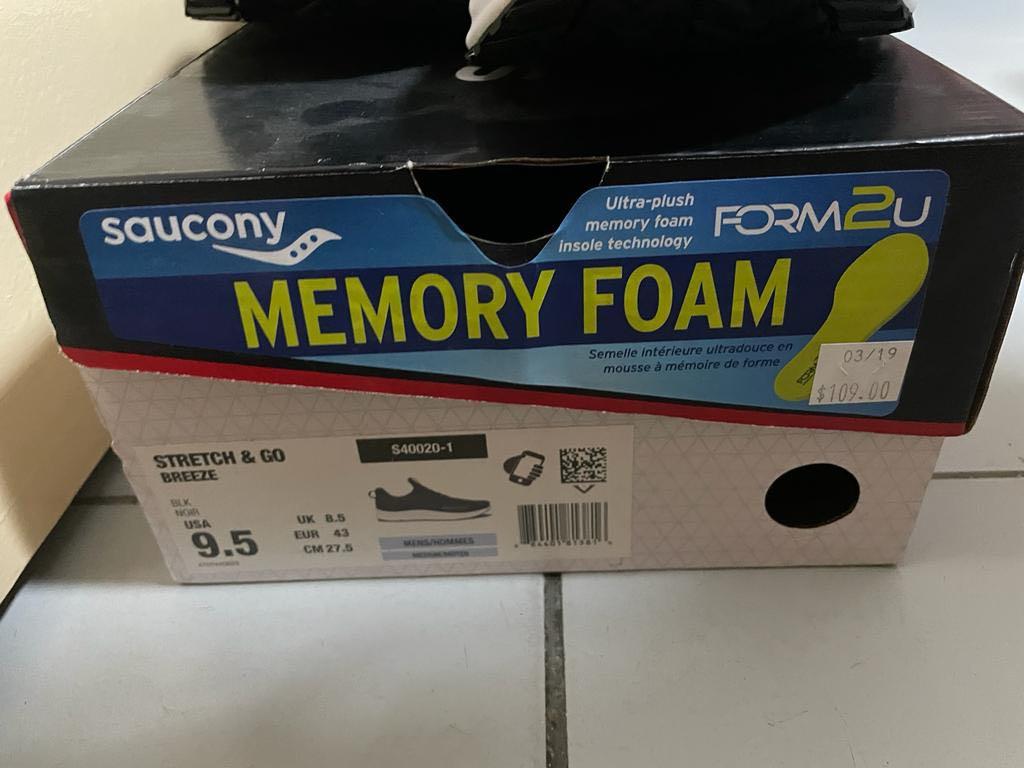 saucony
Ultra-plush
memory foam
insole technology
FORM2U
MEMORY FOAM
Semelle intérieure ultradouce en
mousse à mémoire de forme
03/19
$109.00
STRETCH & GO
BREEZE
S40020-1
BLK
NOIR
USA
9.5
UK 8.5
EUR 43
CM 27.5
MENS/HOMMES
MEDIUM/MOYEN